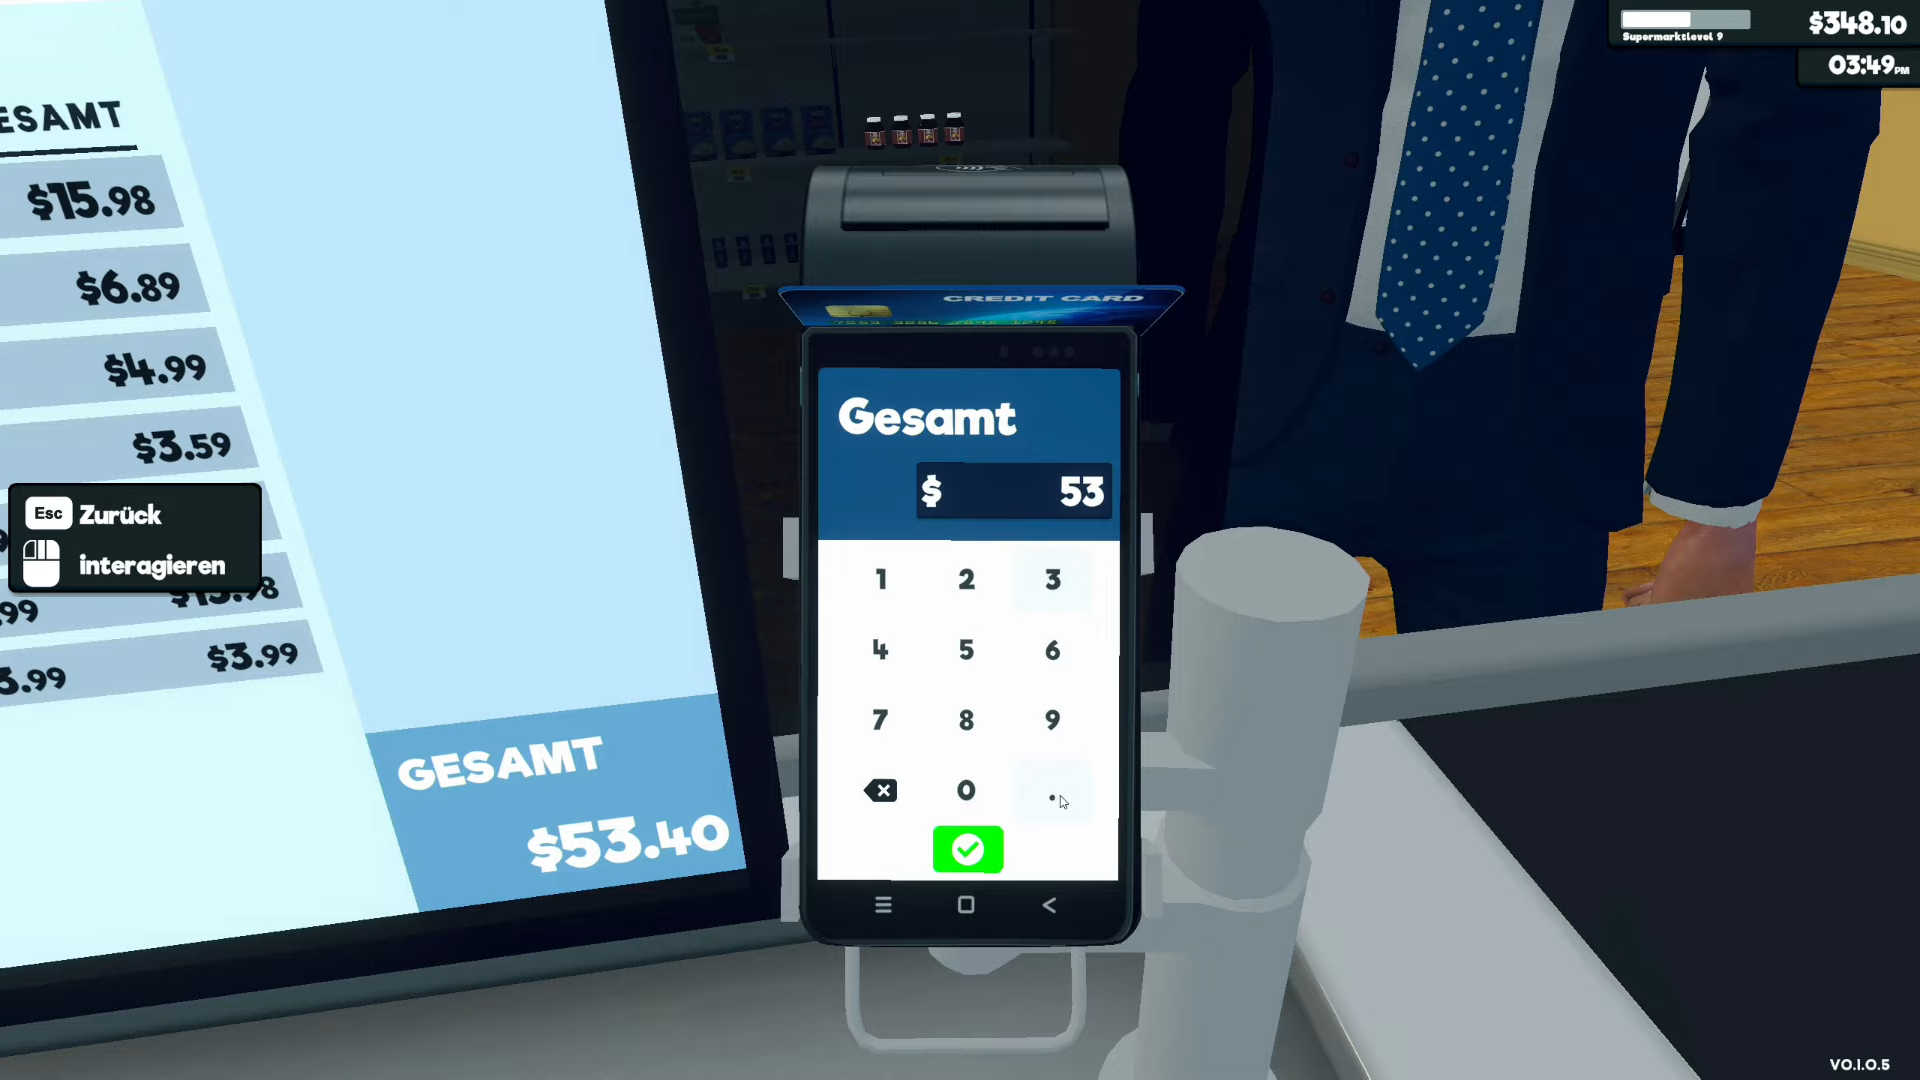 $348.10
Supermarktlevel 9
03:49PM
GESAMT
$15.98
$6.89
$4.99
$3.59
Esc Zurück
interagieren
.99
$3.99
GESAMT
$53.40
CREDIT CARD
Gesamt
$ 53
1 2 3
4 5 6
7 8 9
0 .
V0.1.0.5